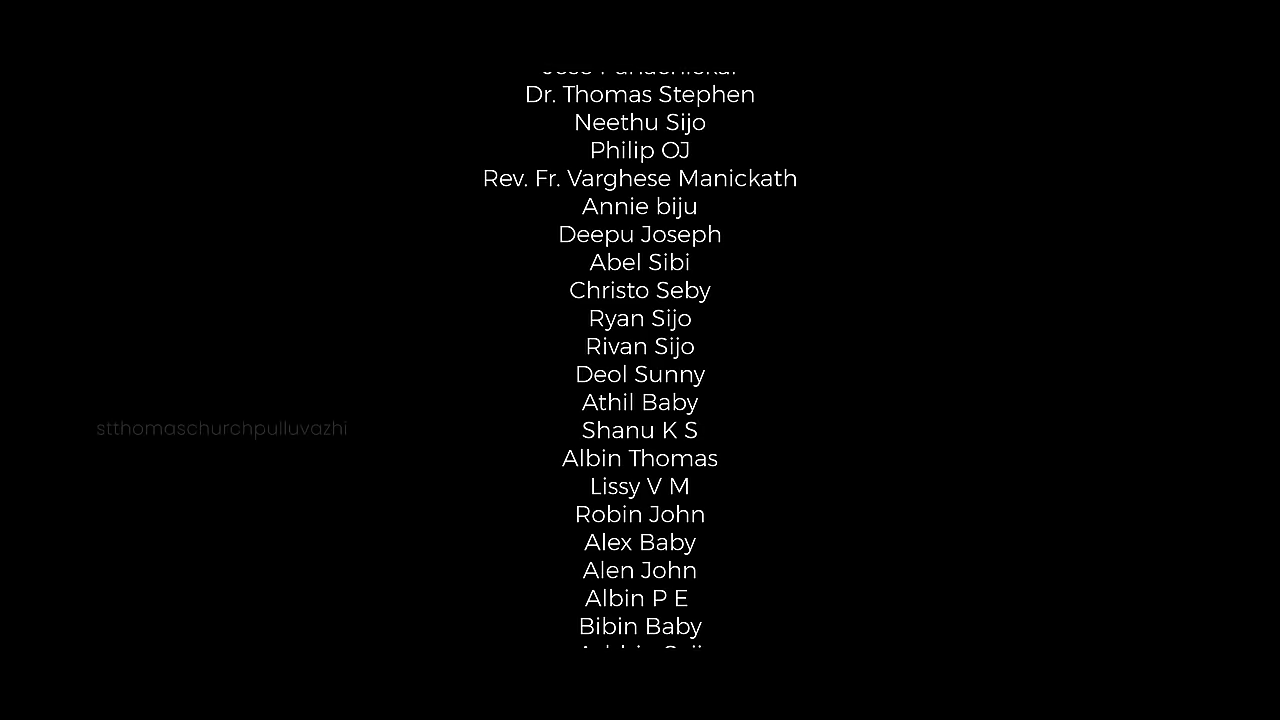 Dr. Thomas Stephen
Neethu Sijo
Philip OJ
Rev. Fr. Varghese Manickath
Annie biju
Deepu Joseph
Abel Sibi
Christo Seby
Ryan Sijo
Rivan Sijo
Deol Sunny
Athil Baby
stthomaschurchpulluvazhi
Shanu K S
Albin Thomas
Lissy V M
Robin John
Alex Baby
Alen John
Albin P E
Bibin Baby